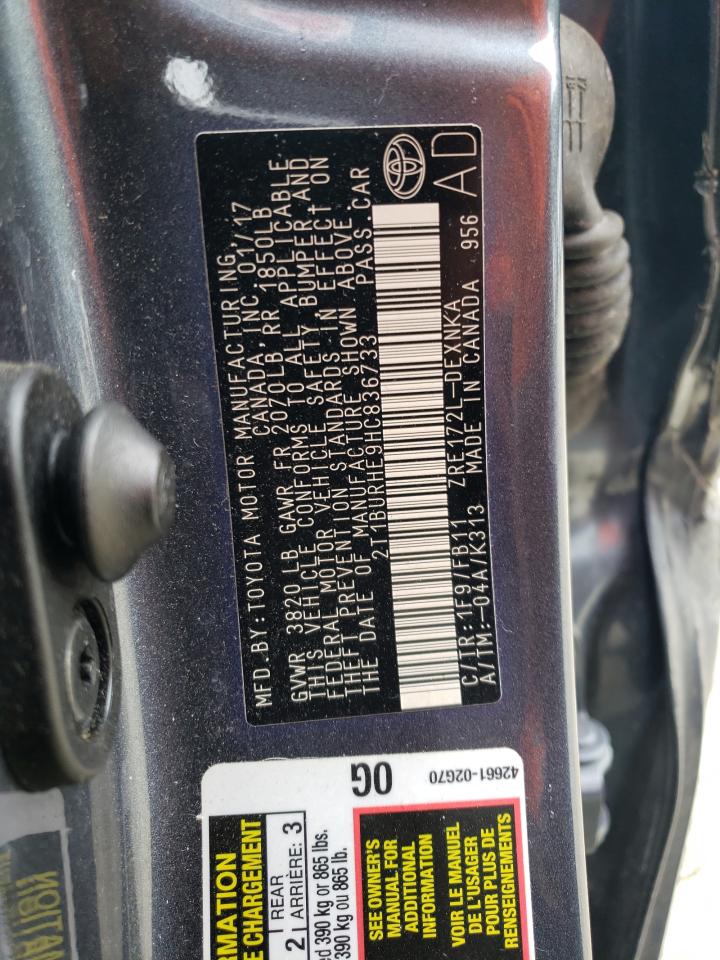 MFD.BY:TOYOTA MOTOR MANUFACTURING,
CANADA, INC 01/17
GVWR 3820 LB GAWR FR 2070LB RR 1850LB
THIS VEHICLE CONFORMS TO ALL APPLICABLE
FEDERAL MOTOR VEHICLE SAFETY, BUMPER AND
THEFT PREVENTION STANDARDS IN EFFECT ON
THE DATE OF MANUFACTURE SHOWN ABOVE.
2T1BURHE9HC836733 PASS.CAR
C/TR: 1F9/FB11 ZRE172L-DEXNKA
A/TM: -04A/K313 MADE IN CANADA 956
AD
0G
42661-02G70
RMATION
E CHARGEMENT
REAR
ARRIÈRE:
2
3
ed 390 kg or 865 lbs.
390 kg ou 865 lb.
SEE OWNER'S
MANUAL FOR
ADDITIONAL
INFORMATION
VOIR LE MANUEL
DE L'USAGER
POUR PLUS DE
RENSEIGNEMENTS